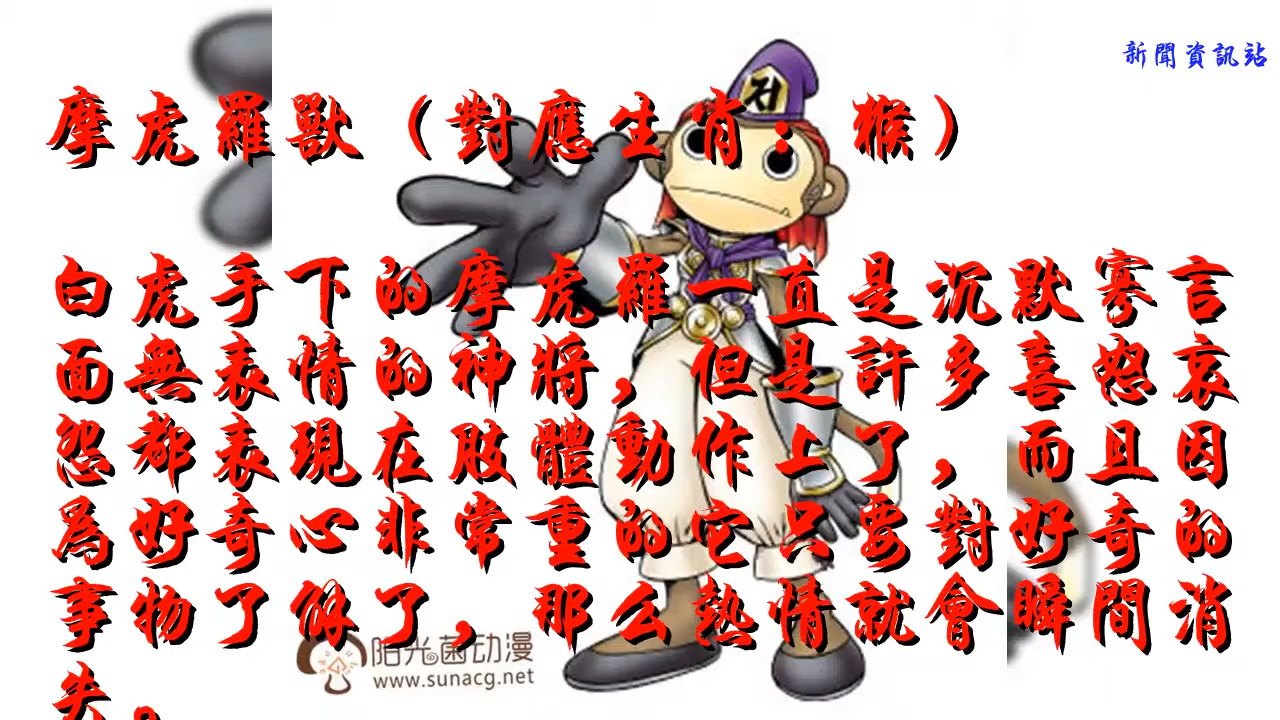 新聞資訊站
摩虎羅獸（對應生肖：猴）
白虎手下的摩虎羅一直是沉默寡言
面無表情的神將，但是許多喜怒哀
怨都表現在肢體動作上了，而且因
為好奇心非常重的它只要對好奇的
事物了解了，那么熱情就會瞬間消
失。
阳光菌动漫
www.sunacg.net